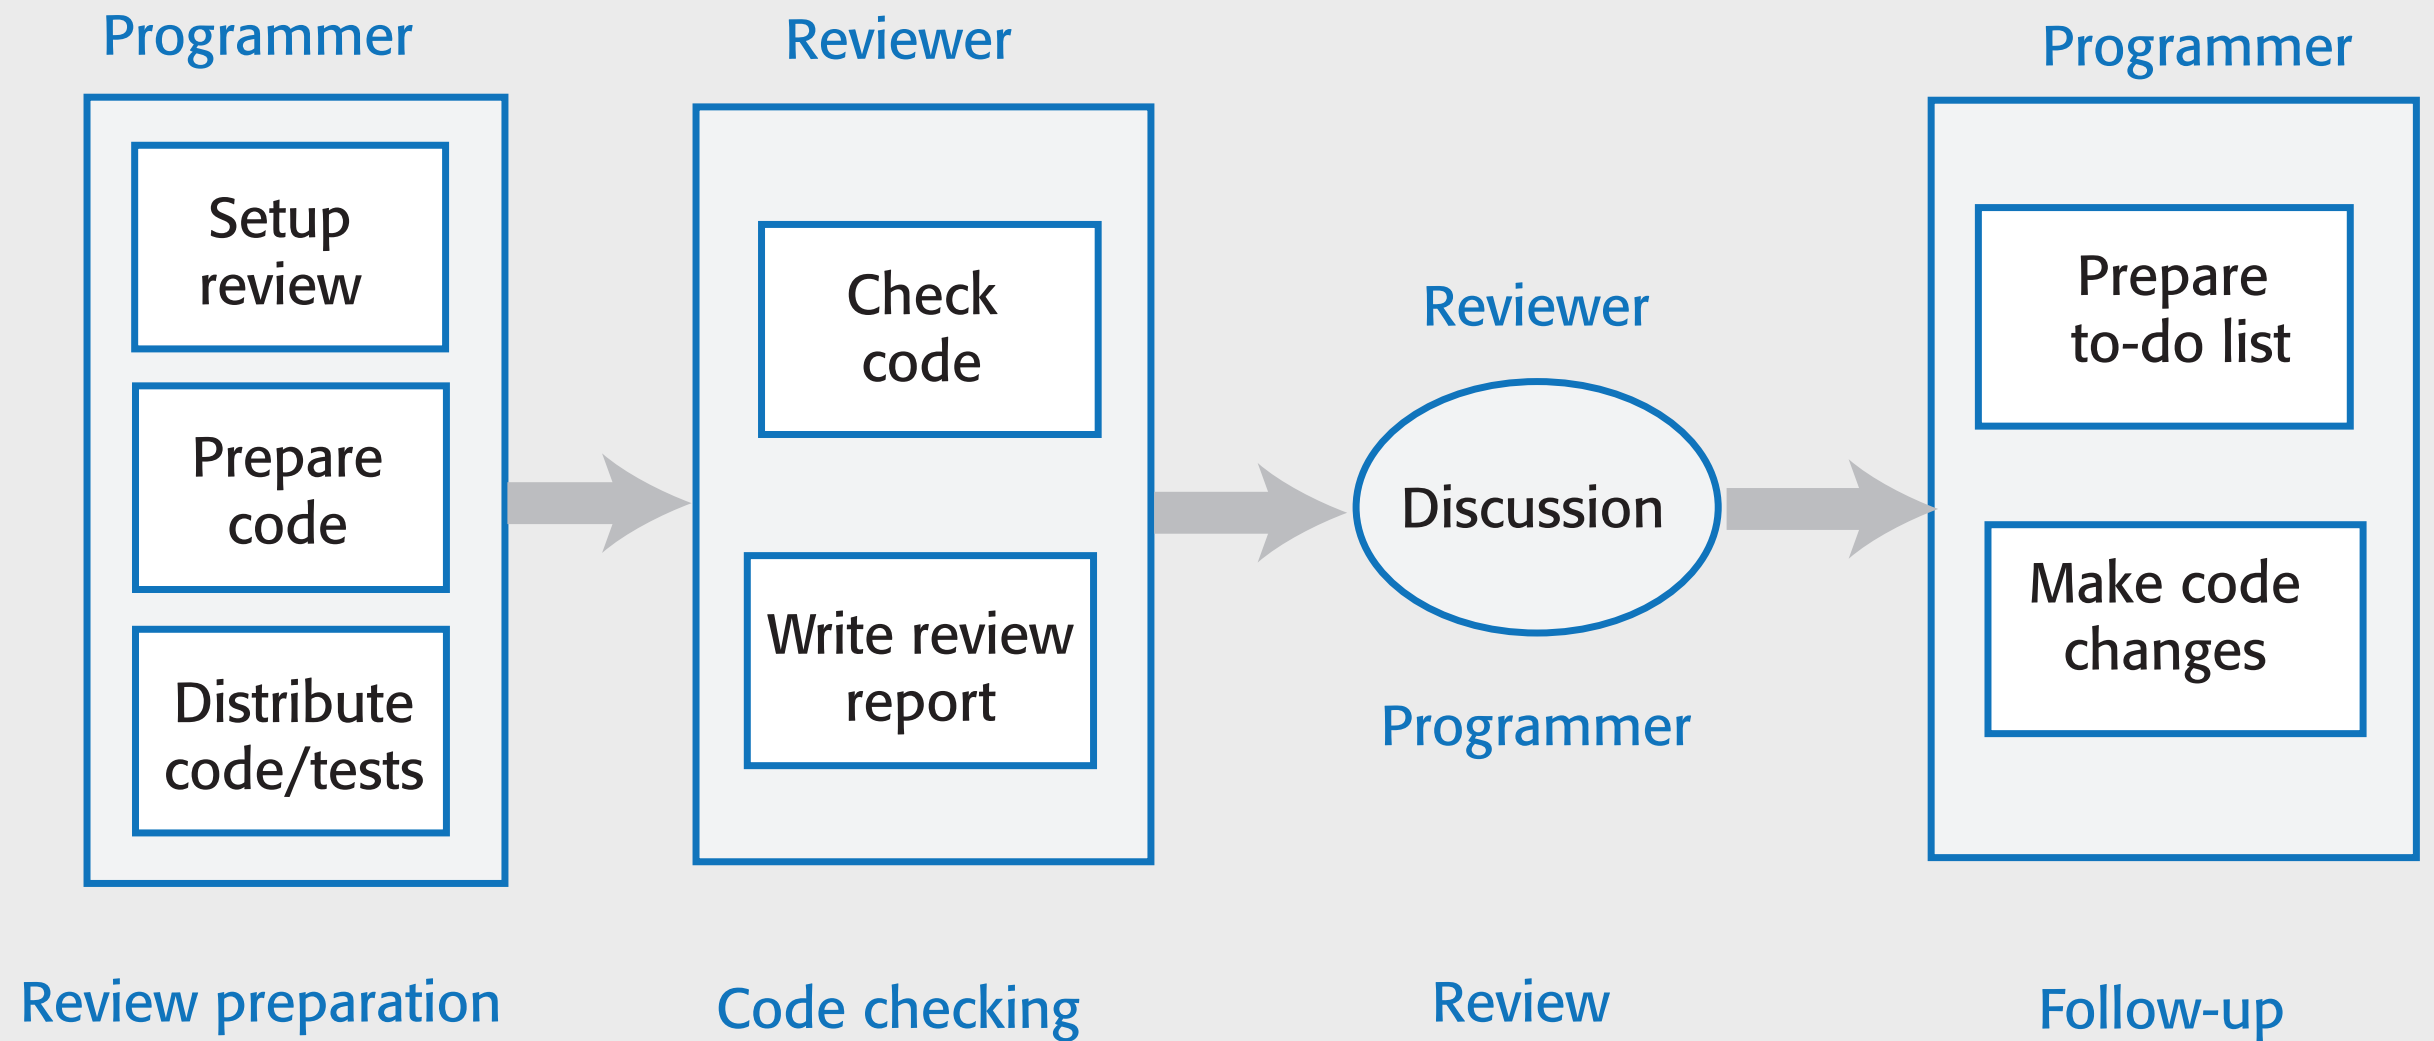 Programmer
Setup
review
Prepare
code
Distribute
code/tests
Review preparation
Reviewer
Check
code
Write review
report
Code checking
Reviewer
Discussion
Programmer
Review
Programmer
Prepare
to-do list
Make code
changes
Follow-up